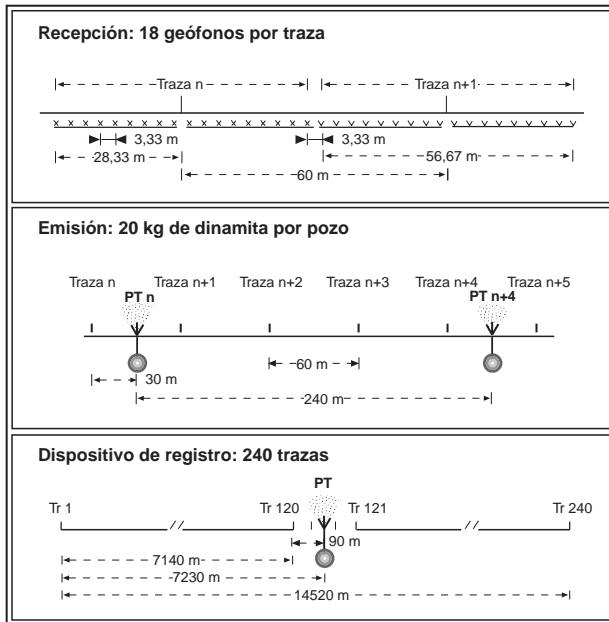 Recepción: 18 geófonos por traza
Traza n Traza n+1
3,33 m 3,33 m
28,33 m 56,67 m
60 m
Emisión: 20 kg de dinamita por pozo
Traza n Traza n+1 Traza n+2 Traza n+3 Traza n+4 Traza n+5
PT n PT n+4
60 m
30 m
240 m
Dispositivo de registro: 240 trazas
PT
Tr 1 Tr 120 Tr 121 Tr 240
90 m
7140 m
7230 m
14520 m